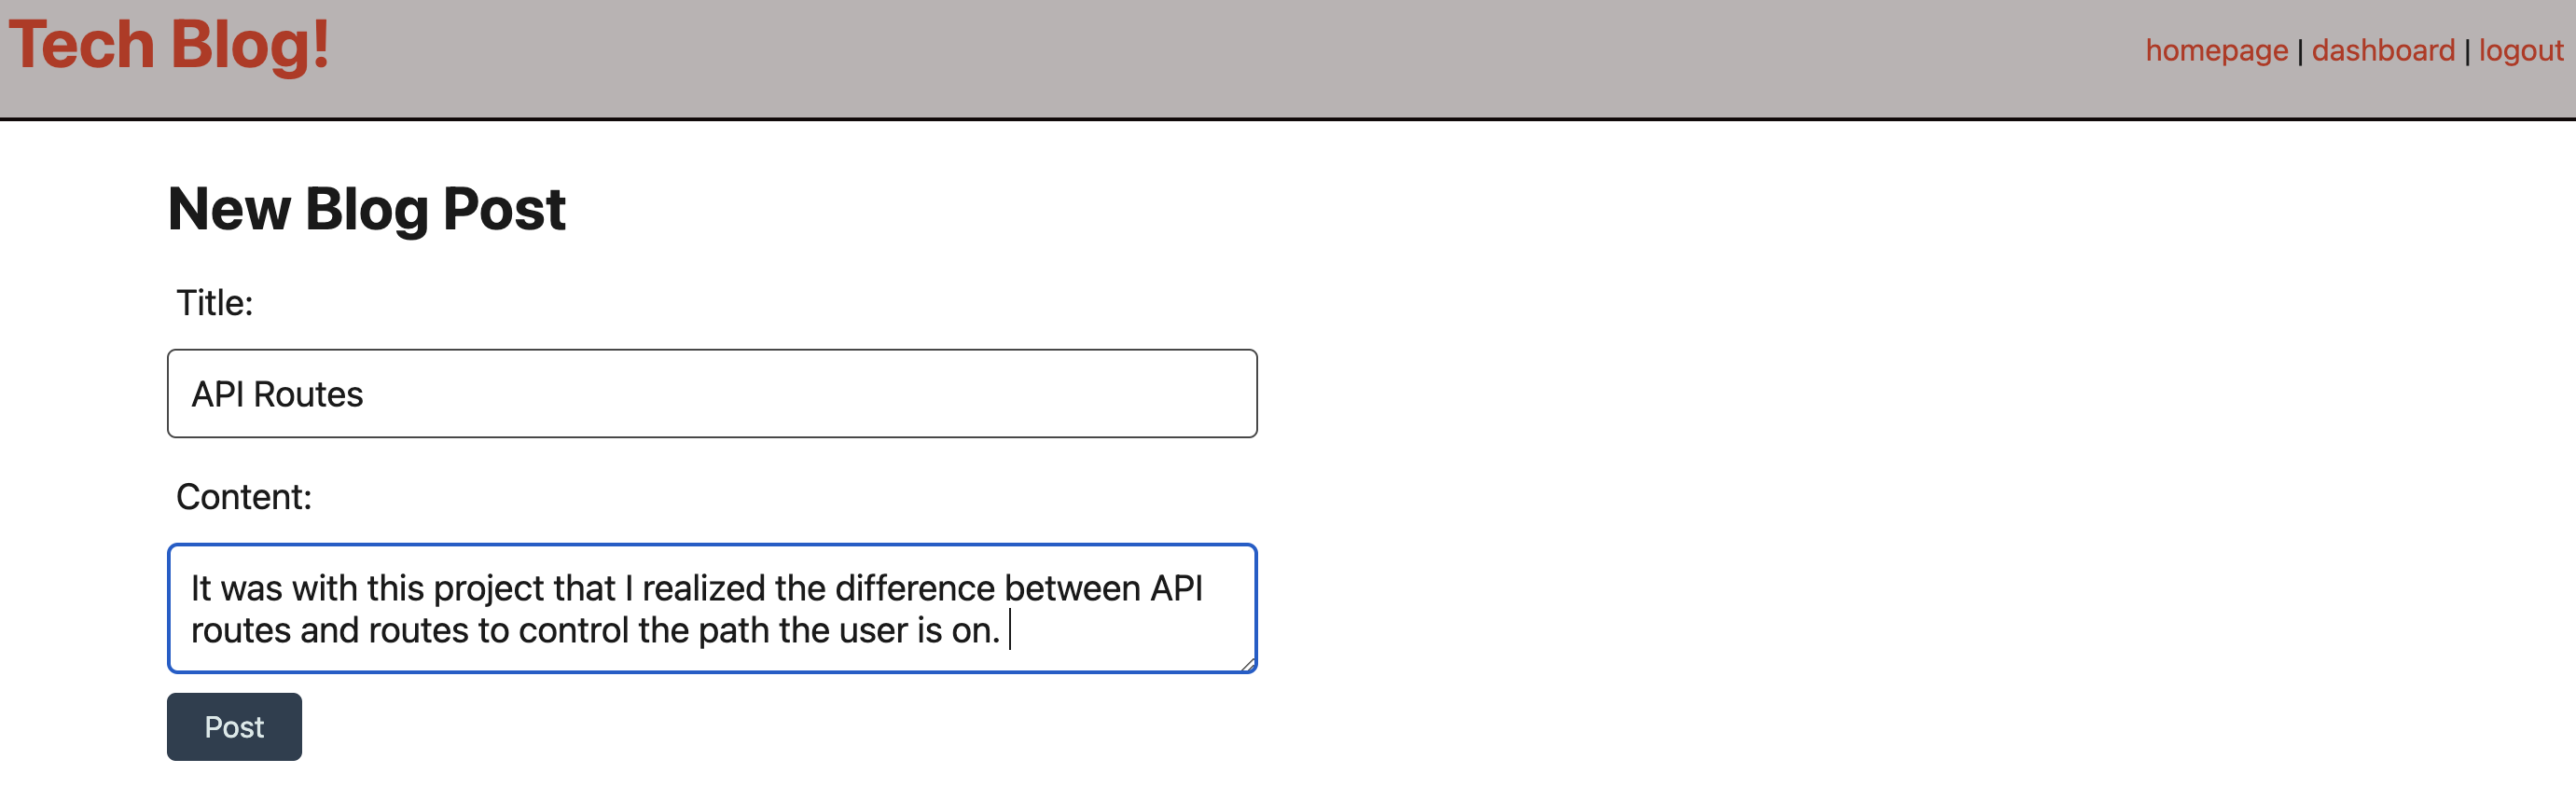 Tech Blog!
homepage | dashboard | logout
New Blog Post
Title:
API Routes
Content:
It was with this project that I realized the difference between API
routes and routes to control the path the user is on.
Post